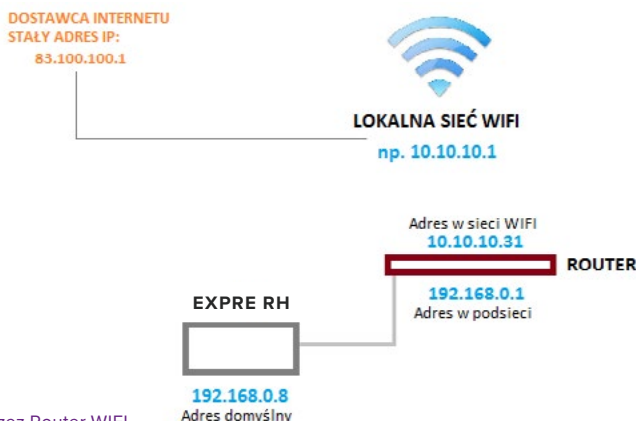 DOSTAWCA INTERNETU
STAŁY ADRES IP:
83.100.100.1
LOKALNA SIEĆ WIFI
np. 10.10.10.1
Adres w sieci WIFI
10.10.10.31
ROUTER
192.168.0.1
Adres w podsieci
EXPRE RH
192.168.0.8
Adres domyślny
Router WIFI